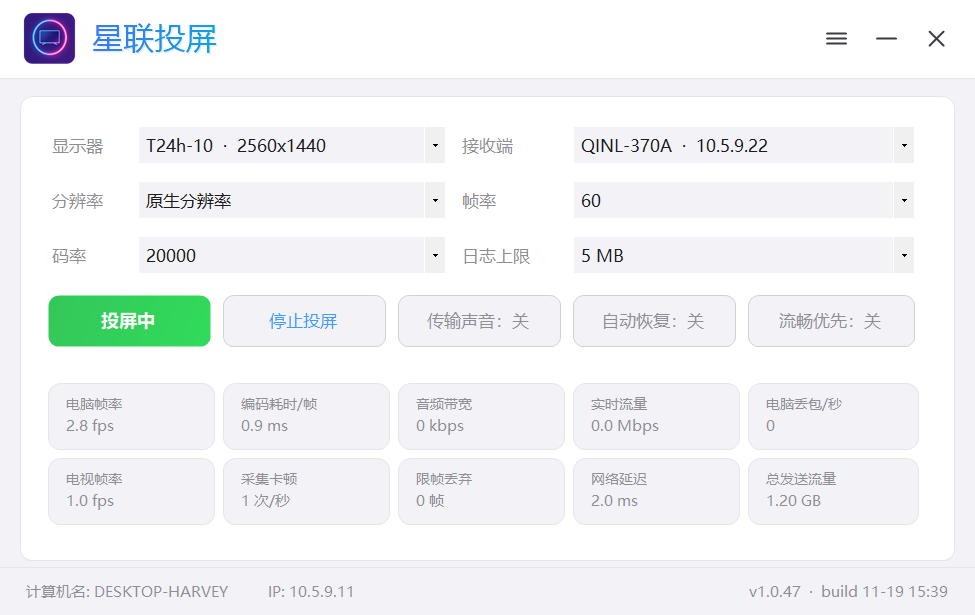 星联投屏
显示器 T24h-10 · 2560x1440 接收端 QINL-370A · 10.5.9.22
分辨率 原生分辨率 帧率 60
码率 20000 日志上限 5 MB
投屏中 停止投屏 传输声音：关 自动恢复：关 流畅优先：关
电脑帧率 编码耗时/帧 音频带宽 实时流量 电脑丢包/秒
2.8 fps 0.9 ms 0 kbps 0.0 Mbps 0
电视帧率 采集卡顿 限帧丢弃 网络延迟 总发送流量
1.0 fps 1 次/秒 0 帧 2.0 ms 1.20 GB
计算机名: DESKTOP-HARVEY IP: 10.5.9.11 v1.0.47 · build 11-19 15:39